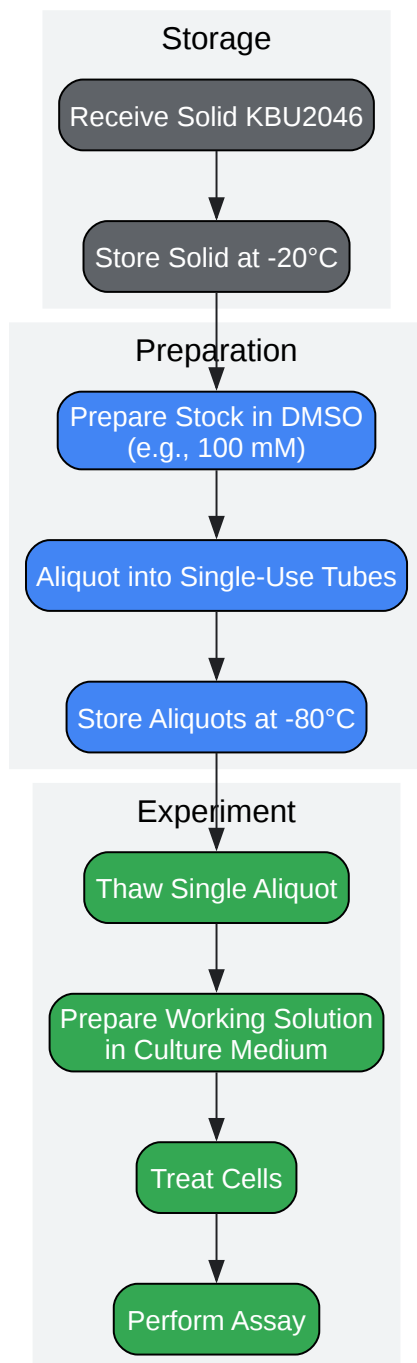 Storage
Receive Solid KBU2046
Store Solid at -20°C
Preparation
Prepare Stock in DMSO
(e.g., 100 mM)
Aliquot into Single-Use Tubes
Store Aliquots at -80°C
Experiment
Thaw Single Aliquot
Prepare Working Solution
in Culture Medium
Treat Cells
Perform Assay